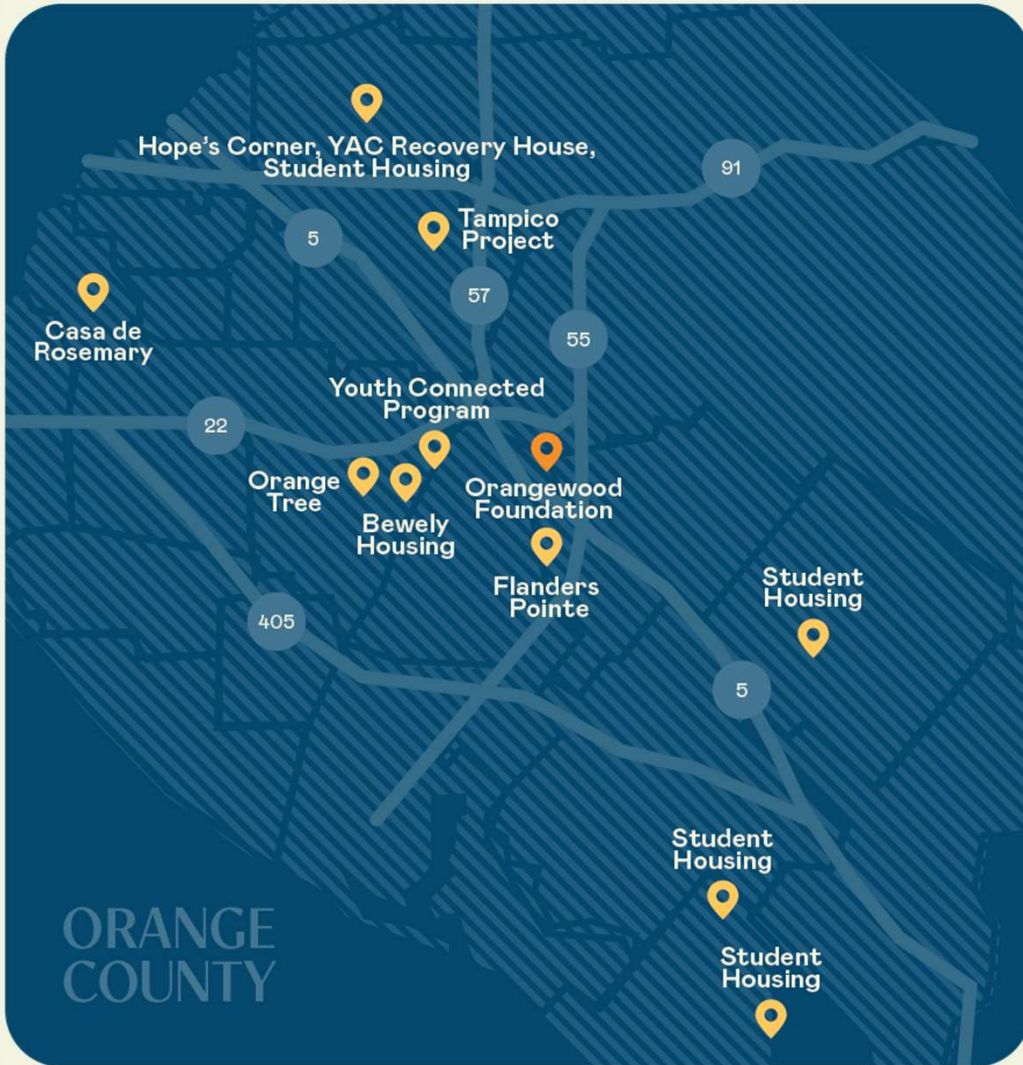 Hope's Corner, YAC Recovery House,
Student Housing
91
Tampico
Project
5
57
Casa de
Rosemary
55
Youth Connected
Program
22
Orange
Tree
Orangewood
Foundation
Bewely
Housing
Flanders
Pointe
Student
Housing
405
5
Student
Housing
ORANGE
COUNTY
Student
Housing